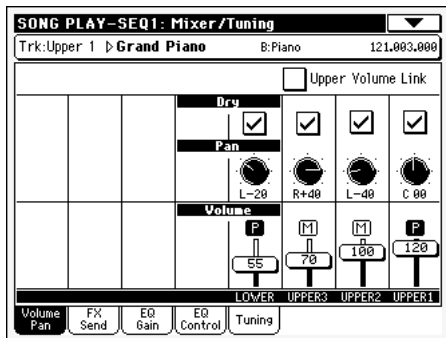 SONG PLAY-SEQ1: Mixer/Tuning
Trk:Upper 1 Grand Piano B:Piano 121.003.000
Upper Volume Link
Dry
Pan
L-20 R+40 L-40 C 00
Volume
P M M P
55 70 100 120
LOWER UPPER3 UPPER2 UPPER1
Volume Pan FX Send EQ Gain EQ Control Tuning